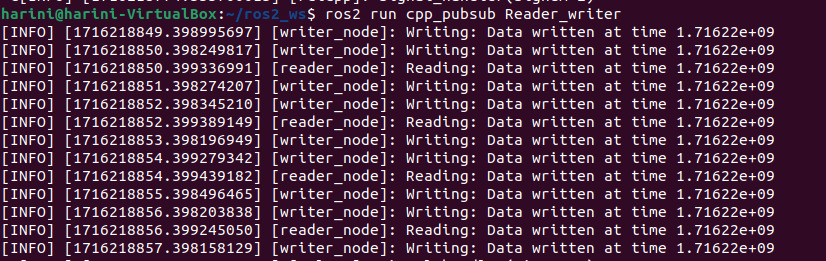 harini@harini-VirtualBox:~/ros2_ws$ ros2 run cpp_pubsub Reader_writer
[INFO] [1716218849.398995697] [writer_node]: Writing: Data written at time 1.71622e+09
[INFO] [1716218850.398249817] [writer_node]: Writing: Data written at time 1.71622e+09
[INFO] [1716218850.399336991] [reader_node]: Reading: Data written at time 1.71622e+09
[INFO] [1716218851.398274207] [writer_node]: Writing: Data written at time 1.71622e+09
[INFO] [1716218852.398345210] [writer_node]: Writing: Data written at time 1.71622e+09
[INFO] [1716218852.399389149] [reader_node]: Reading: Data written at time 1.71622e+09
[INFO] [1716218853.398196949] [writer_node]: Writing: Data written at time 1.71622e+09
[INFO] [1716218854.399279342] [writer_node]: Writing: Data written at time 1.71622e+09
[INFO] [1716218854.399439182] [reader_node]: Reading: Data written at time 1.71622e+09
[INFO] [1716218855.398496465] [writer_node]: Writing: Data written at time 1.71622e+09
[INFO] [1716218856.398203838] [writer_node]: Writing: Data written at time 1.71622e+09
[INFO] [1716218856.399245050] [reader_node]: Reading: Data written at time 1.71622e+09
[INFO] [1716218857.398158129] [writer_node]: Writing: Data written at time 1.71622e+09